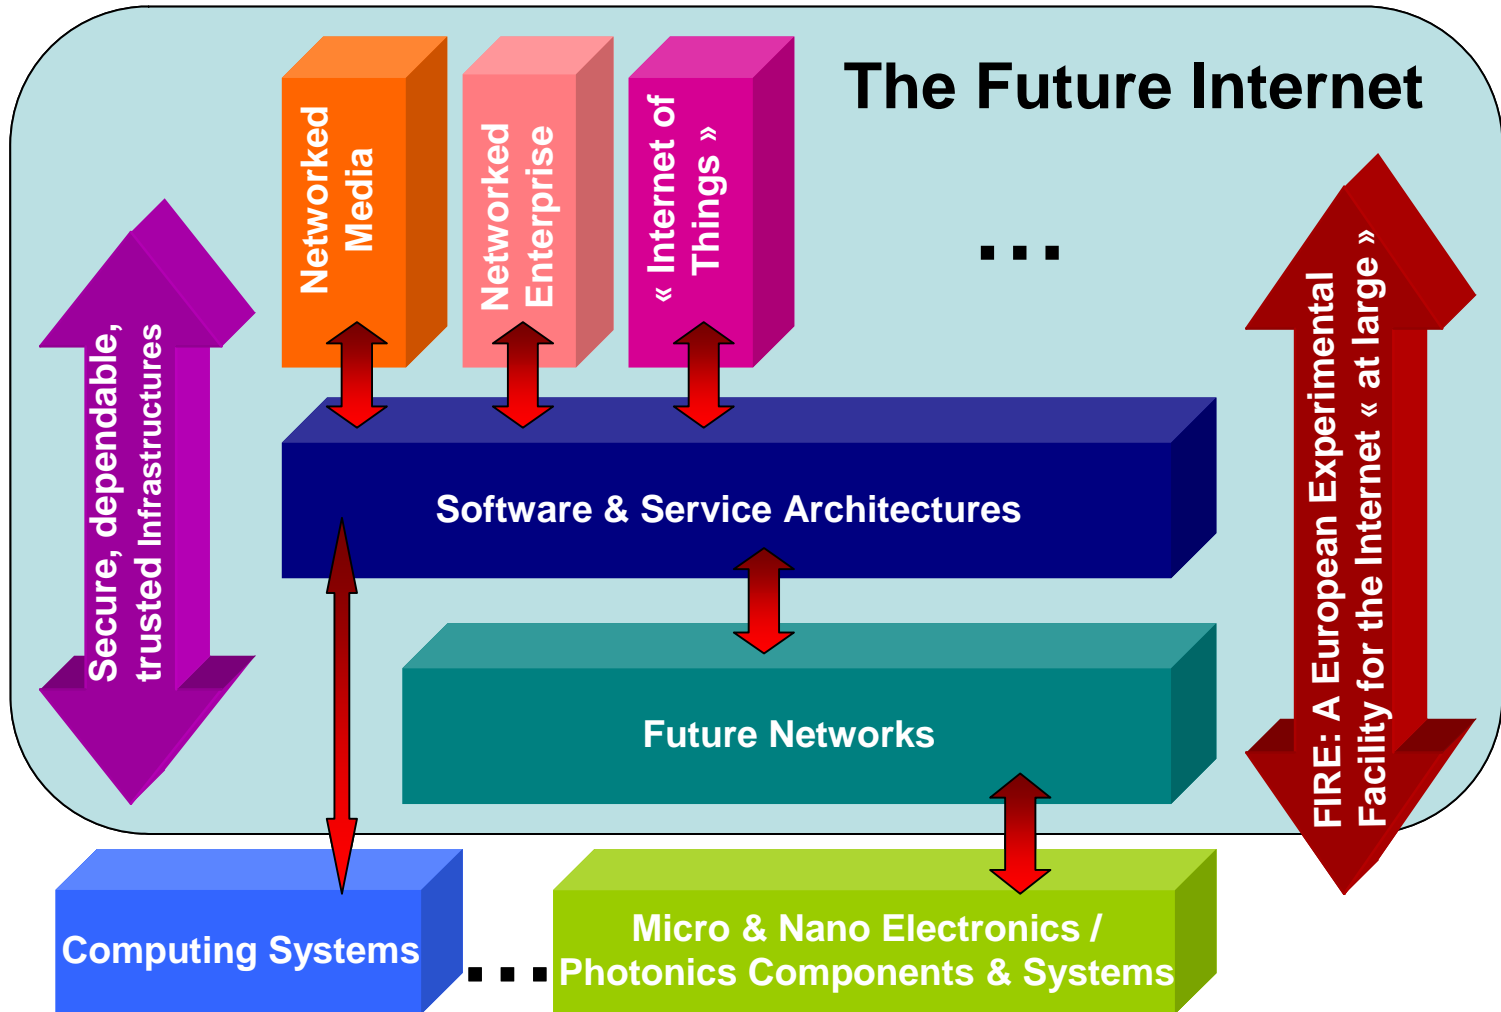 The Future Internet
Networked
Media
Networked
Enterprise
« Internet of
Things »
...
Secure, dependable,
trusted Infrastructures
FIRE: A European Experimental
Facility for the Internet « at large »
Software & Service Architectures
Future Networks
Computing Systems
...
Micro & Nano Electronics /
Photonics Components & Systems